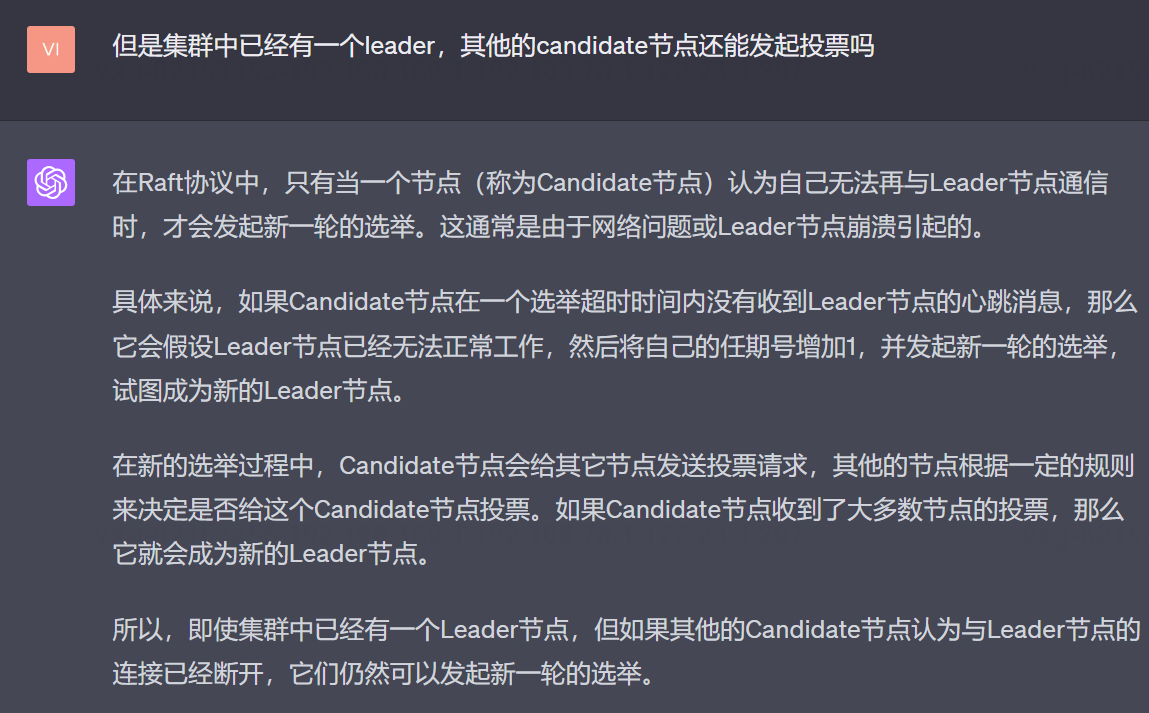 VI
但是集群中已经有一个leader，其他的candidate节点还能发起投票吗
在Raft协议中，只有当一个节点（称为Candidate节点）认为自己无法再与Leader节点通信
时，才会发起新一轮的选举。这通常是由于网络问题或Leader节点崩溃引起的。
具体来说，如果Candidate节点在一个选举超时时间内没有收到Leader节点的心跳消息，那么
它会假设Leader节点已经无法正常工作，然后将自己的任期号增加1，并发起新一轮的选举，
试图成为新的Leader节点。
在新的选举过程中，Candidate节点会给其它节点发送投票请求，其他的节点根据一定的规则
来决定是否给这个Candidate节点投票。如果Candidate节点收到了大多数节点的投票，那么
它就会成为新的Leader节点。
所以，即使集群中已经有一个Leader节点，但如果其他的Candidate节点认为与Leader节点的
连接已经断开，它们仍然可以发起新一轮的选举。